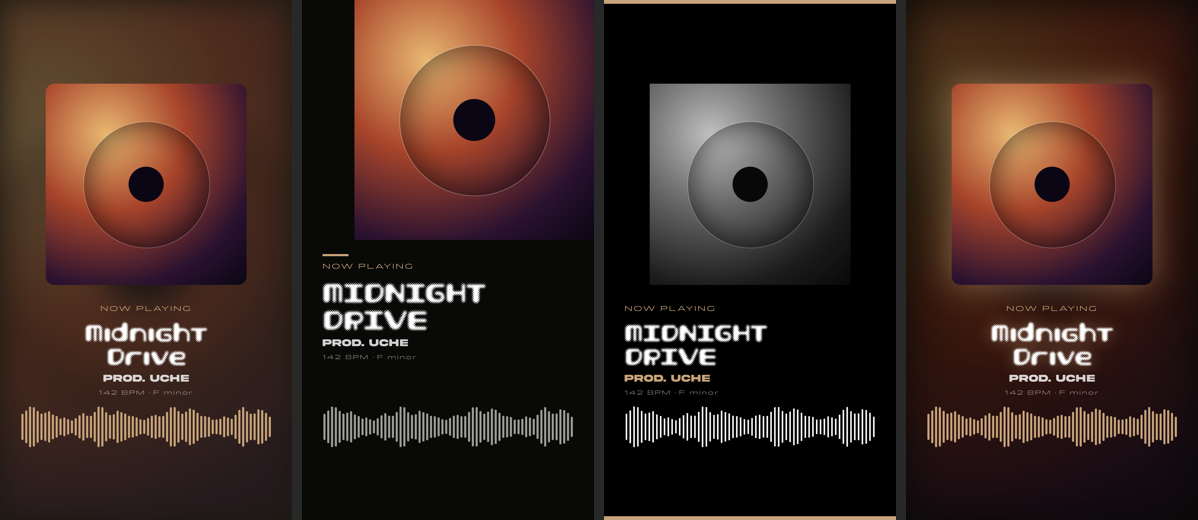 NOW PLAYING
Midnight
Drive
PROD. UCHE
142 BPM · F minor
NOW PLAYING
MIDNIGHT
DRIVE
PROD. UCHE
142 BPM · F minor
NOW PLAYING
MIDNIGHT
DRIVE
PROD. UCHE
142 BPM · F minor
NOW PLAYING
Midnight
Drive
PROD. UCHE
142 BPM · F minor